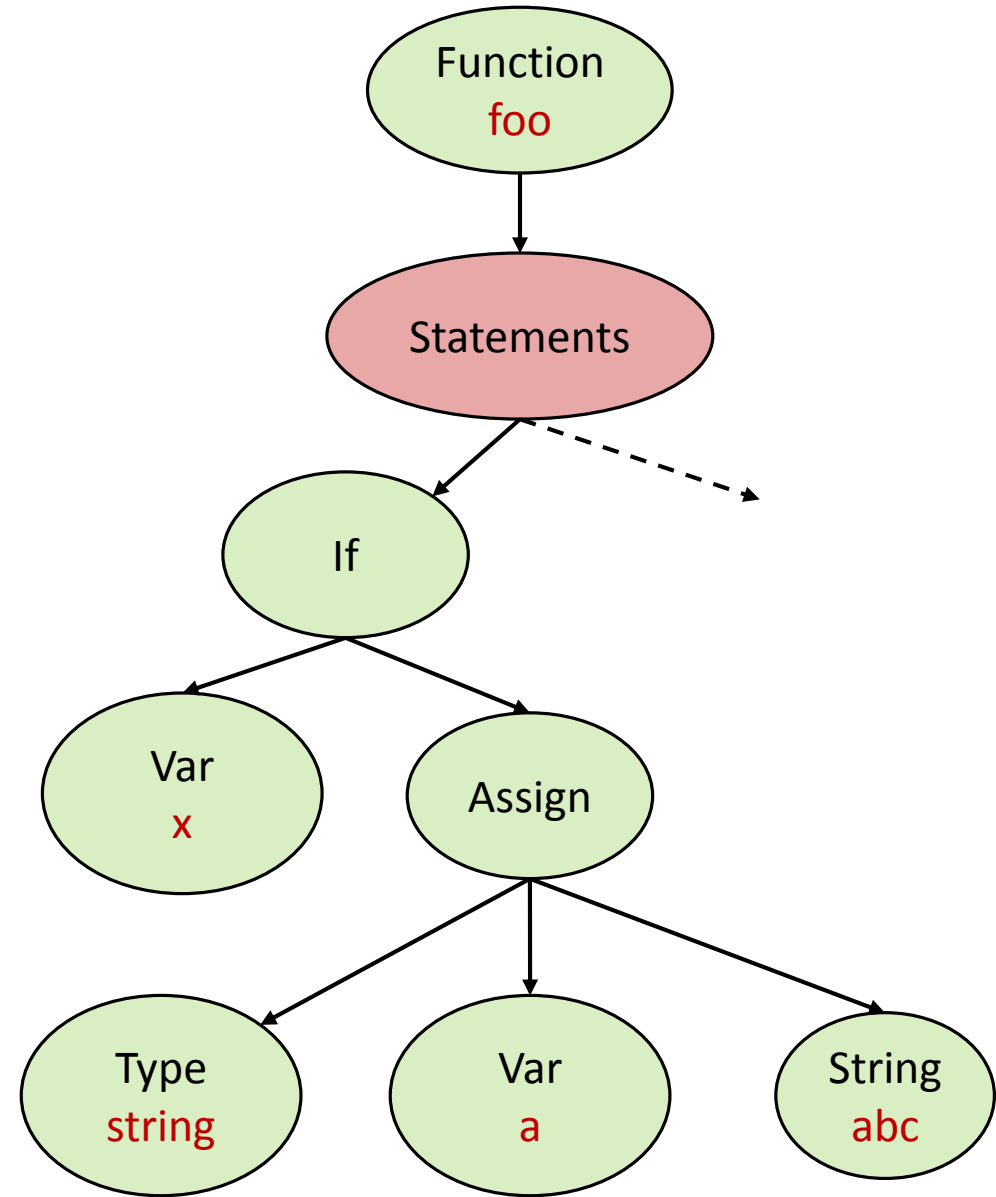 Function
foo
Statements
If
Var
x
Assign
Type
string
Var
a
String
abc